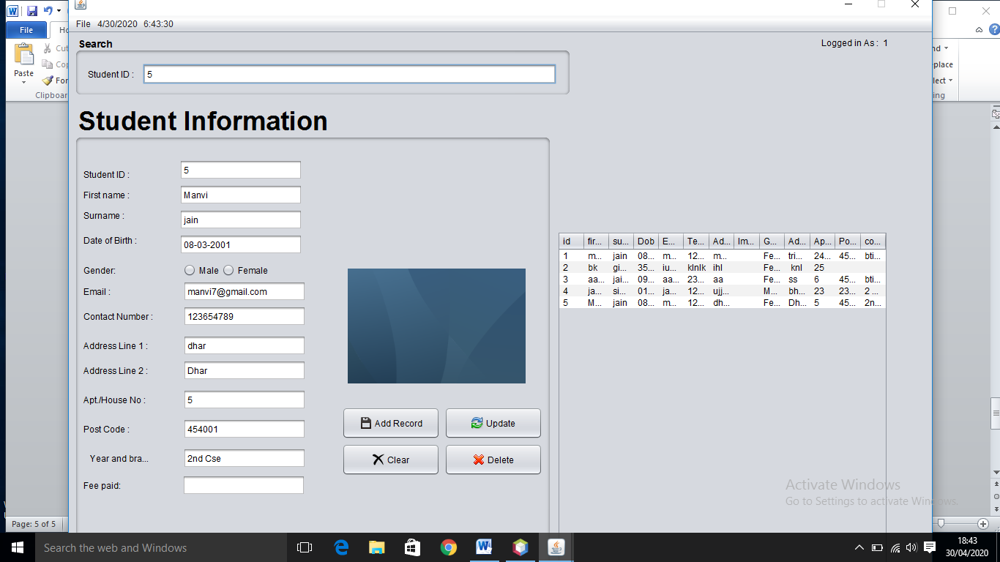 File
Ho
Cut
Paste
Cop
For
Clipboar
File 4/30/2020 6:43:30
Search
Logged in As : 1
Student ID : 5
Student Information
Student ID : 5
First name : Manvi
Surname : jain
Date of Birth : 08-03-2001
Gender: Male Female
Email : manvi7@gmail.com
Contact Number : 123654789
Address Line 1 : dhar
Address Line 2 : Dhar
Apt./House No : 5
Post Code : 454001
Year and bra... 2nd Cse
Fee paid:
Add Record Update
Clear Delete
id fir... su... Dob E... Te... Ad... Im... G... Ad... Ap... Po... co...
1 m... jain 08... m... 12... m... Fe... tri... 24... 45... bti...
2 bk gi... 35... iu... klnlk ihl Fe... knl 25
3 aa... jai... 09... aa... 23... aa Fe... ss 6 45... bti...
4 ja... si... 01... ja... 12... ujj... M... bh... 23 23... 2 ...
5 M... jain 08... m... 12... dh... Fe... Dh... 5 45... 2n...
nd
place
lect
ing
Activate Windows
Go to Settings to activate Windows.
Page: 5 of 5
Search the web and Windows
18:43
30/04/2020